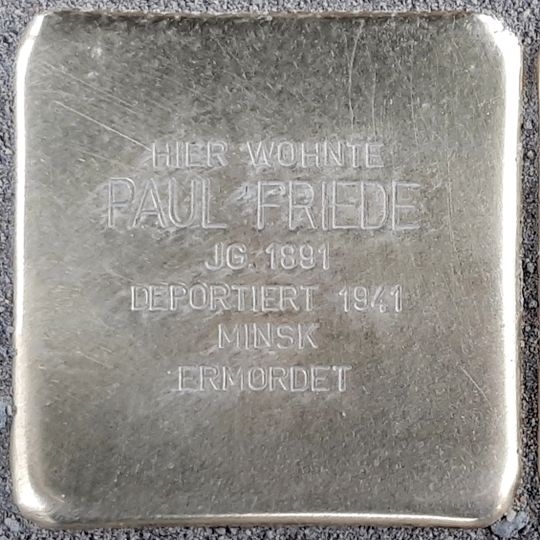 HIER WOHNTE
PAUL FRIEDE
JG. 1891
DEPORTIERT 1941
MINSK
ERMORDET